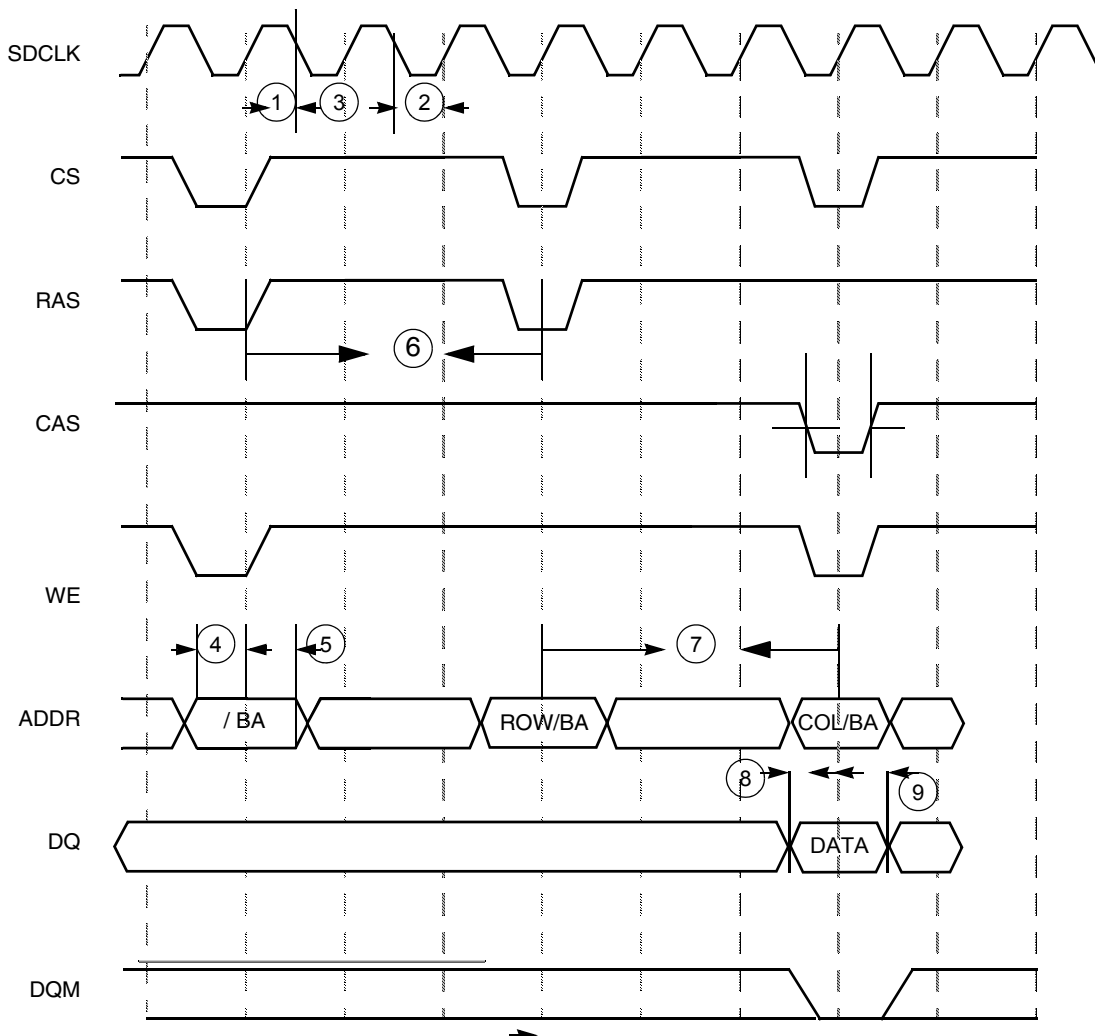 SDCLK
1 3 2
CS
RAS
6
CAS
WE
4 5 7
ADDR / BA ROW/BA COL/BA
8 9
DQ DATA
DQM